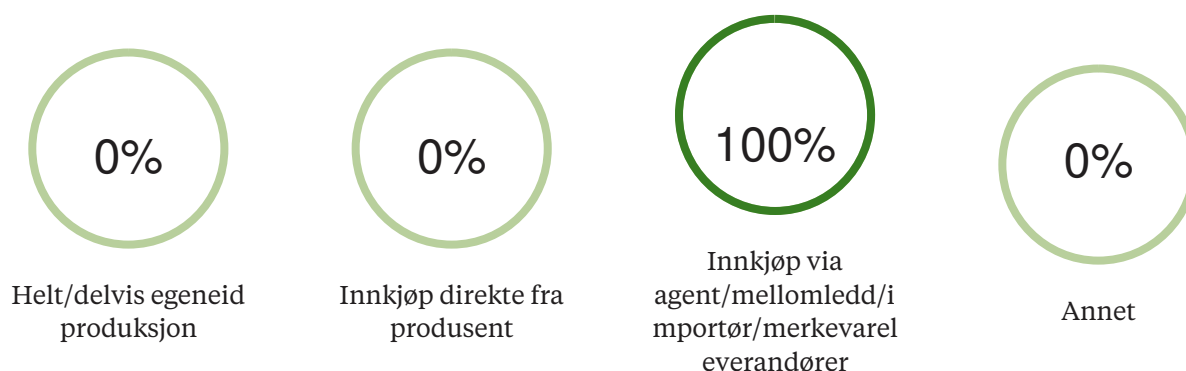 0%
Helt/delvis egeneid
produksjon
0%
Innkjøp direkte fra
produsent
100%
Innkjøp via
agent/mellomledd/i
mportør/merkevarel
everandører
0%
Annet